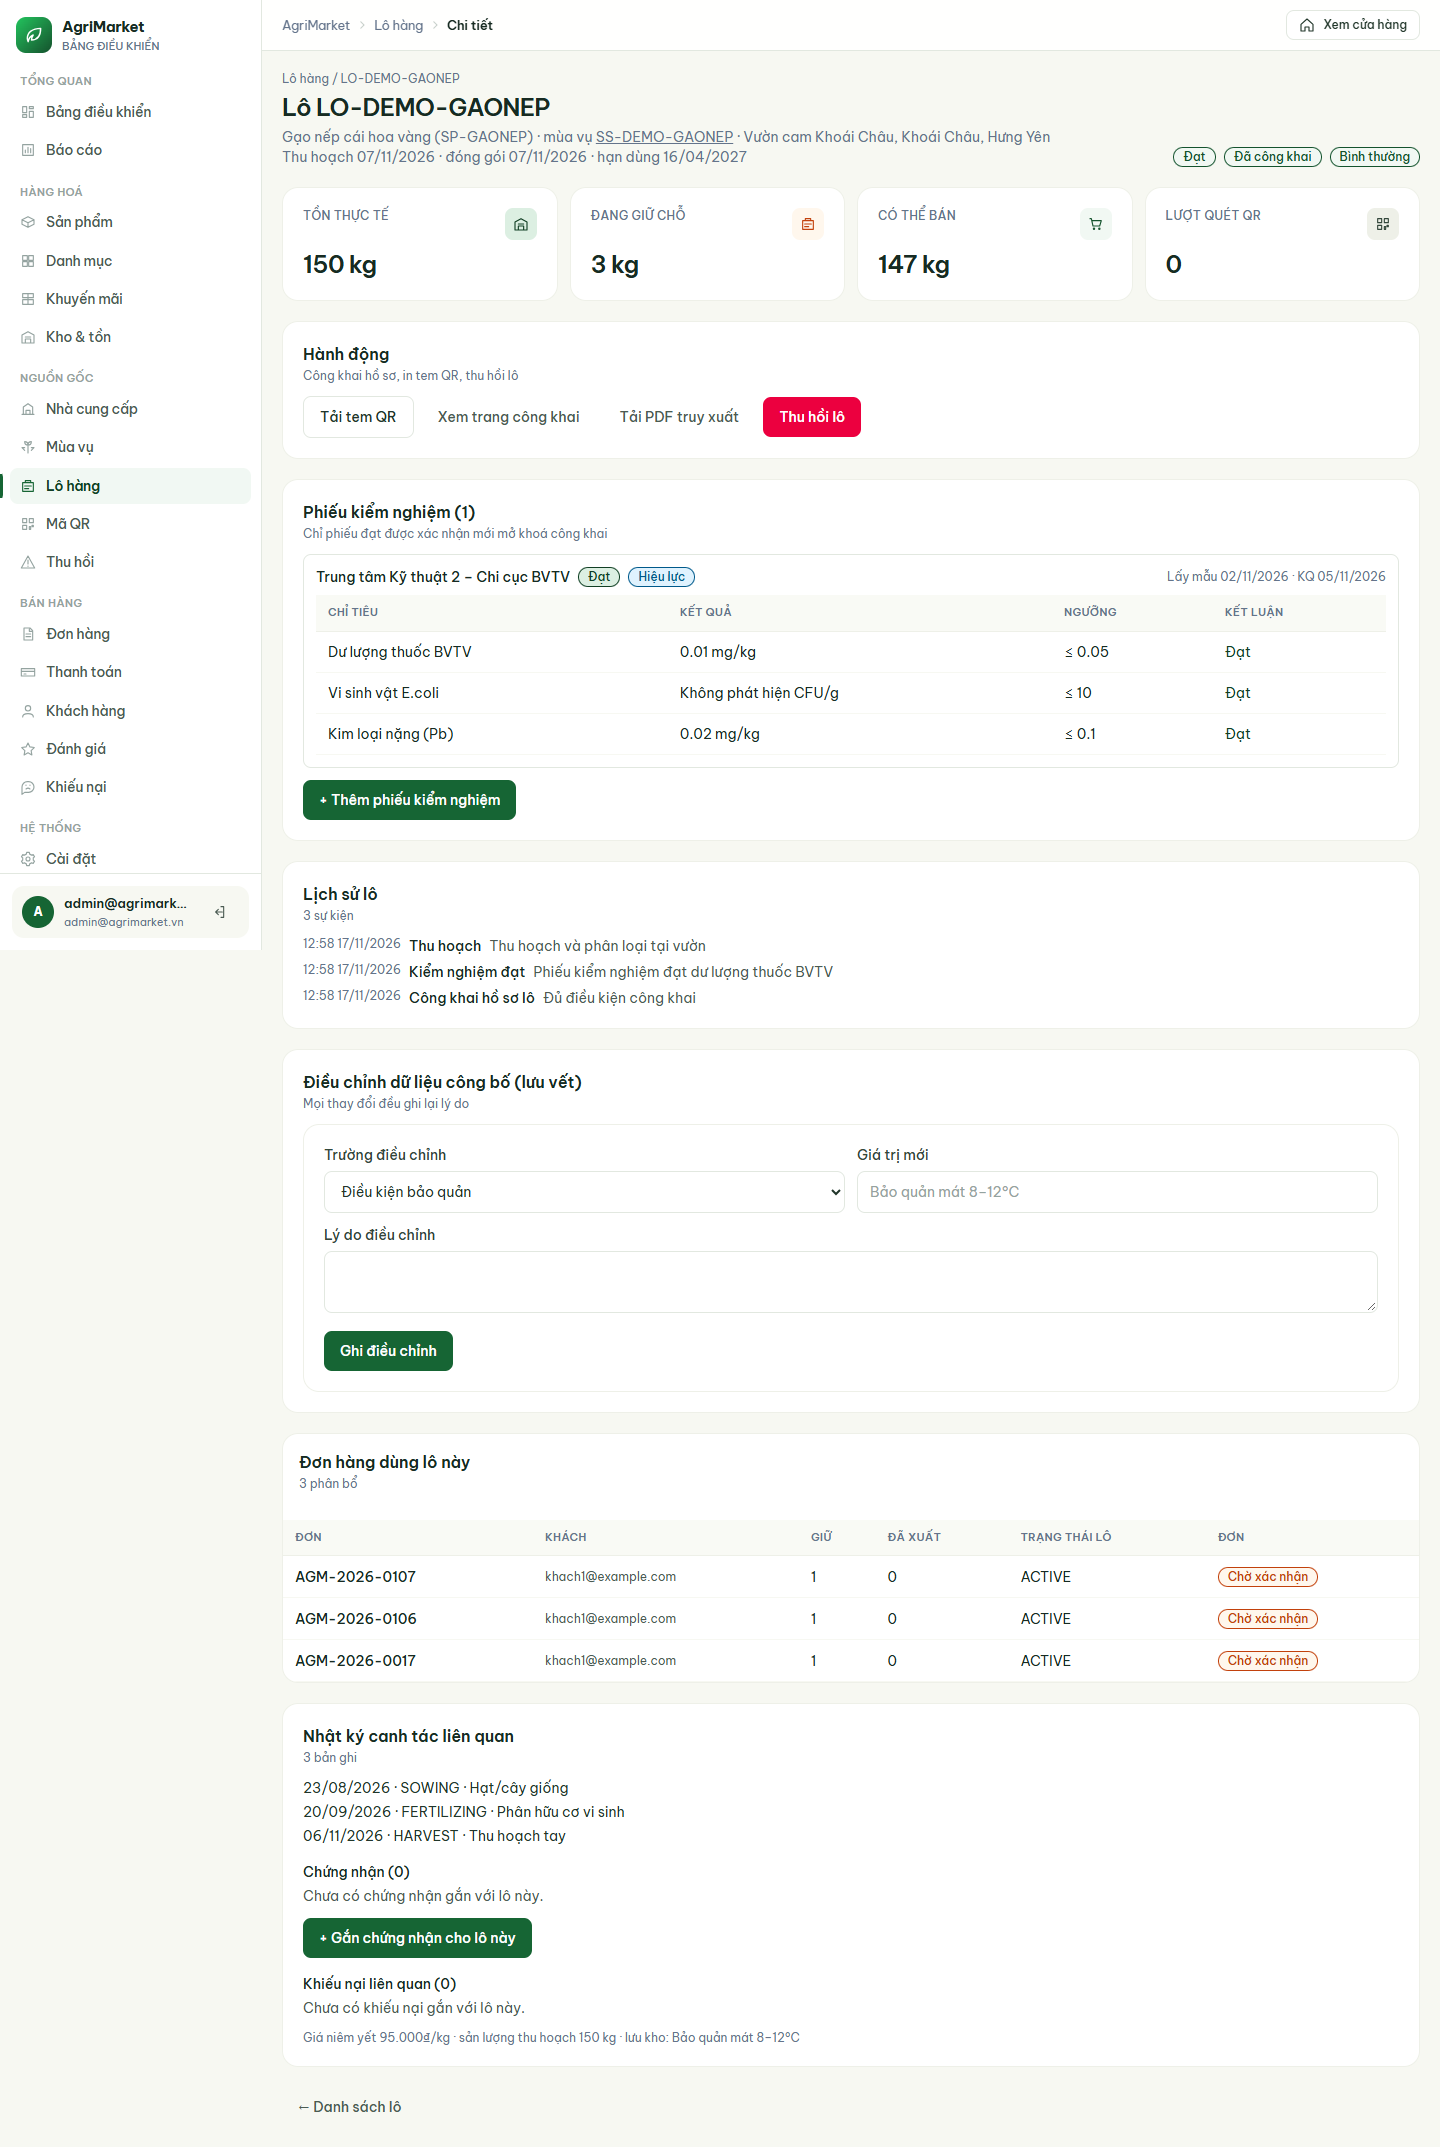 AgriMarket
BẢNG ĐIỀU KHIỂN
TỔNG QUAN
Bảng điều khiển
Báo cáo
HÀNG HOÁ
Sản phẩm
Danh mục
Khuyến mãi
Kho & tồn
NGUỒN GỐC
Nhà cung cấp
Mùa vụ
Lô hàng
Mã QR
Thu hồi
BÁN HÀNG
Đơn hàng
Thanh toán
Khách hàng
Đánh giá
Khiếu nại
HỆ THỐNG
Cài đặt
A
admin@agrimark...
admin@agrimarket.vn
AgriMarket > Lô hàng > Chi tiết
Xem cửa hàng
Lô hàng / LO-DEMO-GAONEP
Lô LO-DEMO-GAONEP
Gạo nếp cái hoa vàng (SP-GAONEP) · mùa vụ SS-DEMO-GAONEP · Vườn cam Khoái Châu, Khoái Châu, Hưng Yên
Thu hoạch 07/11/2026 · đóng gói 07/11/2026 · hạn dùng 16/04/2027
Đạt Đã công khai Bình thường
TỒN THỰC TẾ
150 kg
ĐANG GIỮ CHỖ
3 kg
CÓ THỂ BÁN
147 kg
LƯỢT QUÉT QR
0
Hành động
Công khai hồ sơ, in tem QR, thu hồi lô
Tải tem QR Xem trang công khai Tải PDF truy xuất Thu hồi lô
Phiếu kiểm nghiệm (1)
Chỉ phiếu đạt được xác nhận mới mở khoá công khai
Trung tâm Kỹ thuật 2 – Chi cục BVTV Đạt Hiệu lực Lấy mẫu 02/11/2026 · KQ 05/11/2026
CHỈ TIÊU KẾT QUẢ NGƯỠNG KẾT LUẬN
Dư lượng thuốc BVTV 0.01 mg/kg ≤ 0.05 Đạt
Vi sinh vật E.coli Không phát hiện CFU/g ≤ 10 Đạt
Kim loại nặng (Pb) 0.02 mg/kg ≤ 0.1 Đạt
+ Thêm phiếu kiểm nghiệm
Lịch sử lô
3 sự kiện
12:58 17/11/2026 Thu hoạch Thu hoạch và phân loại tại vườn
12:58 17/11/2026 Kiểm nghiệm đạt Phiếu kiểm nghiệm đạt dư lượng thuốc BVTV
12:58 17/11/2026 Công khai hồ sơ lô Đủ điều kiện công khai
Điều chỉnh dữ liệu công bố (lưu vết)
Mọi thay đổi đều ghi lại lý do
Trường điều chỉnh Giá trị mới
Điều kiện bảo quản Bảo quản mát 8–12°C
Lý do điều chỉnh
Ghi điều chỉnh
Đơn hàng dùng lô này
3 phân bổ
ĐƠN KHÁCH GIỮ ĐÃ XUẤT TRẠNG THÁI LÔ ĐƠN
AGM-2026-0107 khach1@example.com 1 0 ACTIVE Chờ xác nhận
AGM-2026-0106 khach1@example.com 1 0 ACTIVE Chờ xác nhận
AGM-2026-0017 khach1@example.com 1 0 ACTIVE Chờ xác nhận
Nhật ký canh tác liên quan
3 bản ghi
23/08/2026 · SOWING · Hạt/cây giống
20/09/2026 · FERTILIZING · Phân hữu cơ vi sinh
06/11/2026 · HARVEST · Thu hoạch tay
Chứng nhận (0)
Chưa có chứng nhận gắn với lô này.
+ Gắn chứng nhận cho lô này
Khiếu nại liên quan (0)
Chưa có khiếu nại gắn với lô này.
Giá niêm yết 95.000₫/kg · sản lượng thu hoạch 150 kg · lưu kho: Bảo quản mát 8–12°C
← Danh sách lô